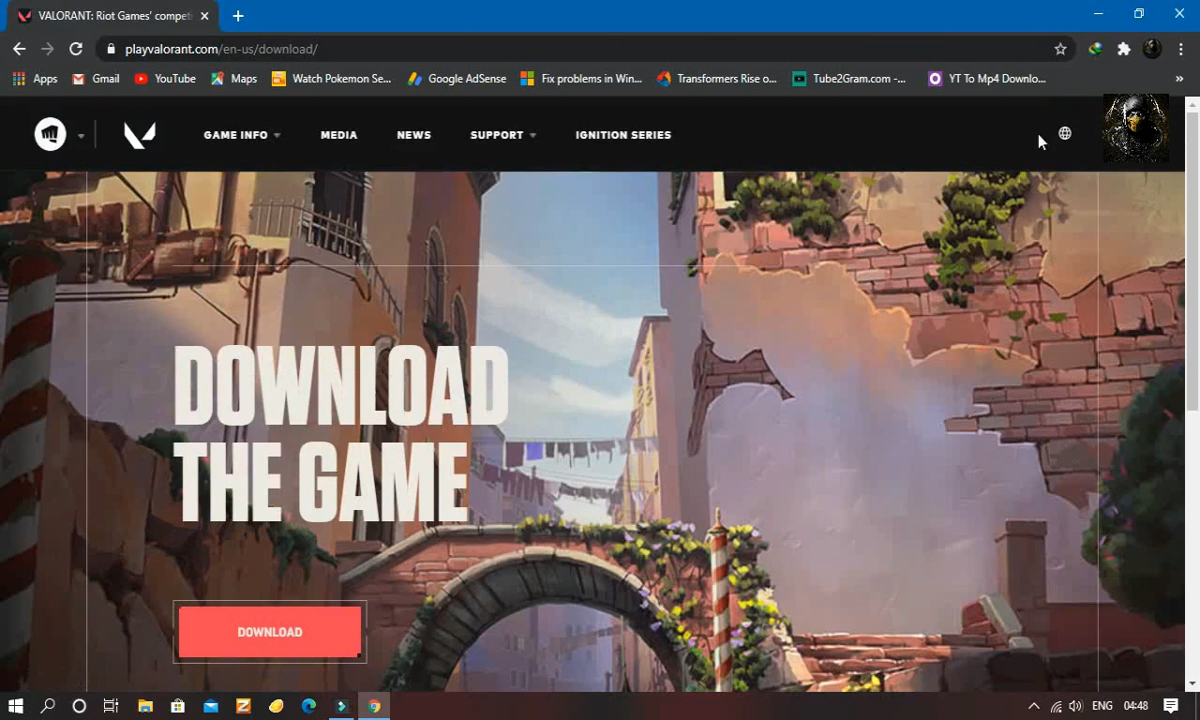 VALORANT: Riot Games' compet
playvalorant.com/en-us/download/
Apps Gmail YouTube Maps Watch Pokemon Se... Google AdSense Fix problems in Win... Transformers Rise o... Tube2Gram.com -... YT To Mp4 Downlo... »
GAME INFO MEDIA NEWS SUPPORT IGNITION SERIES
DOWNLOAD
THE GAME
DOWNLOAD
ENG 04:48